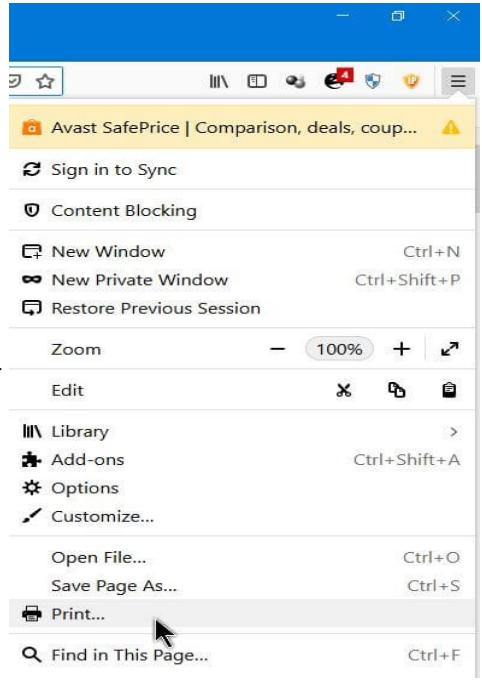 4
Avast SafePrice | Comparison, deals, coup...
Sign in to Sync
Content Blocking
New Window Ctrl+N
New Private Window Ctrl+Shift+P
Restore Previous Session
Zoom − 100% +
Edit
Library >
Add-ons Ctrl+Shift+A
Options
Customize...
Open File... Ctrl+O
Save Page As... Ctrl+S
Print...
Find in This Page... Ctrl+F